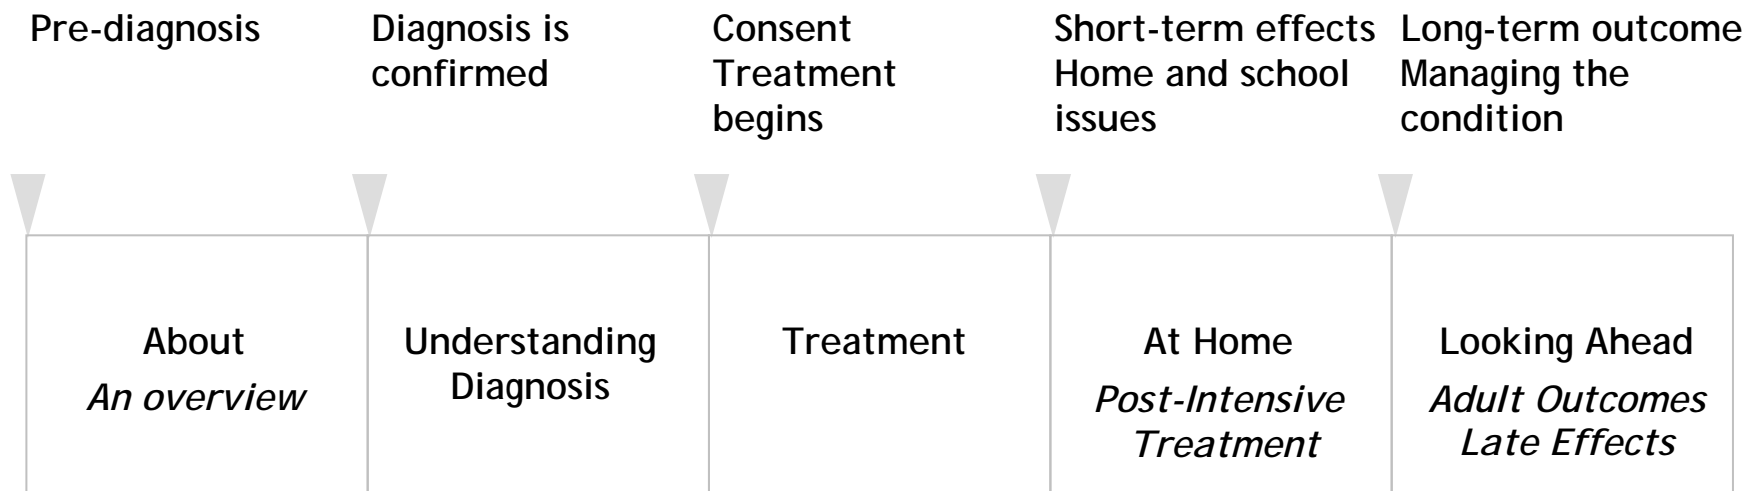 Pre-diagnosis
Diagnosis is
confirmed
Consent
Treatment
begins
Short-term effects
Home and school
issues
Long-term outcome
Managing the
condition
About
An overview
Understanding
Diagnosis
Treatment
At Home
Post-Intensive
Treatment
Looking Ahead
Adult Outcomes
Late Effects